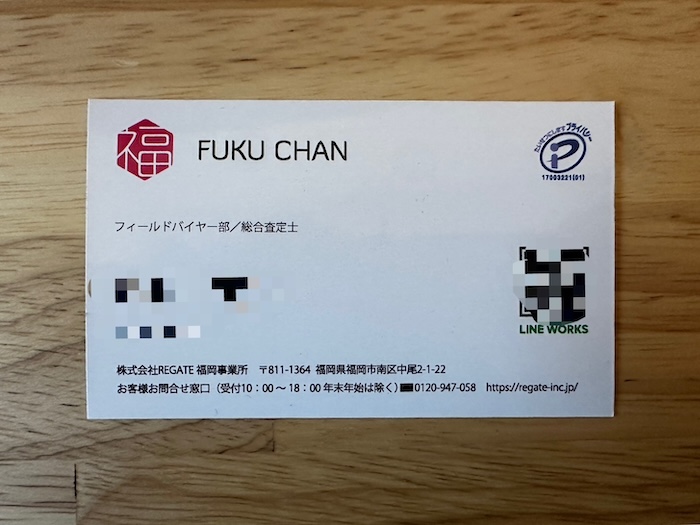 福 FUKU CHAN
たいせつにしますプライバシー
17003221(01)
フィールドバイヤー部／総合査定士
LINE WORKS
株式会社REGATE 福岡事業所 〒811-1364 福岡県福岡市南区中尾2-1-22
お客様お問合せ窓口（受付10：00～18：00 年末年始は除く）0120-947-058 https://regate-inc.jp/